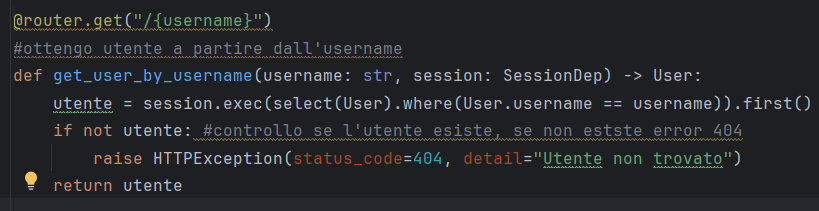 @router.get("/{username}")
#ottengo utente a partire dall'username
def get_user_by_username(username: str, session: SessionDep) -> User:
    utente = session.exec(select(User).where(User.username == username)).first()
    if not utente: #controllo se l'utente esiste, se non estste error 404
        raise HTTPException(status_code=404, detail="Utente non trovato")
    return utente